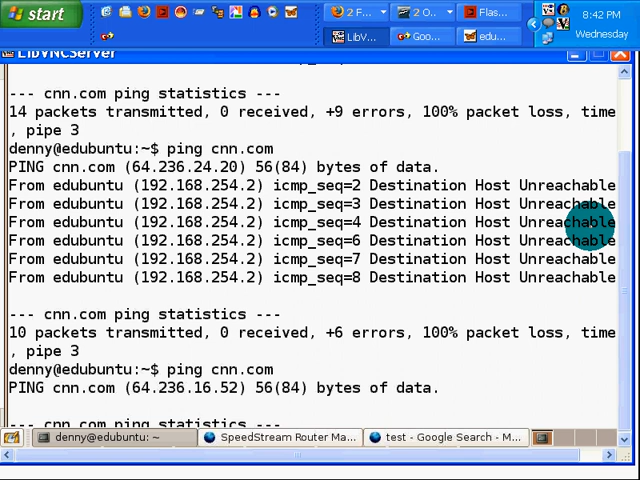 start
2 F...
2 O...
Flas...
8:42 PM
LibV...
Goo...
edu...
Wednesday
LibVNCServer
--- cnn.com ping statistics ---
14 packets transmitted, 0 received, +9 errors, 100% packet loss, time
, pipe 3
denny@edubuntu:~$ ping cnn.com
PING cnn.com (64.236.24.20) 56(84) bytes of data.
From edubuntu (192.168.254.2) icmp_seq=2 Destination Host Unreachable
From edubuntu (192.168.254.2) icmp_seq=3 Destination Host Unreachable
From edubuntu (192.168.254.2) icmp_seq=4 Destination Host Unreachable
From edubuntu (192.168.254.2) icmp_seq=6 Destination Host Unreachable
From edubuntu (192.168.254.2) icmp_seq=7 Destination Host Unreachable
From edubuntu (192.168.254.2) icmp_seq=8 Destination Host Unreachable
--- cnn.com ping statistics ---
10 packets transmitted, 0 received, +6 errors, 100% packet loss, time
, pipe 3
denny@edubuntu:~$ ping cnn.com
PING cnn.com (64.236.16.52) 56(84) bytes of data.
--- cnn.com ping statistics ---
denny@edubuntu: ~
SpeedStream Router Ma...
test - Google Search - M...